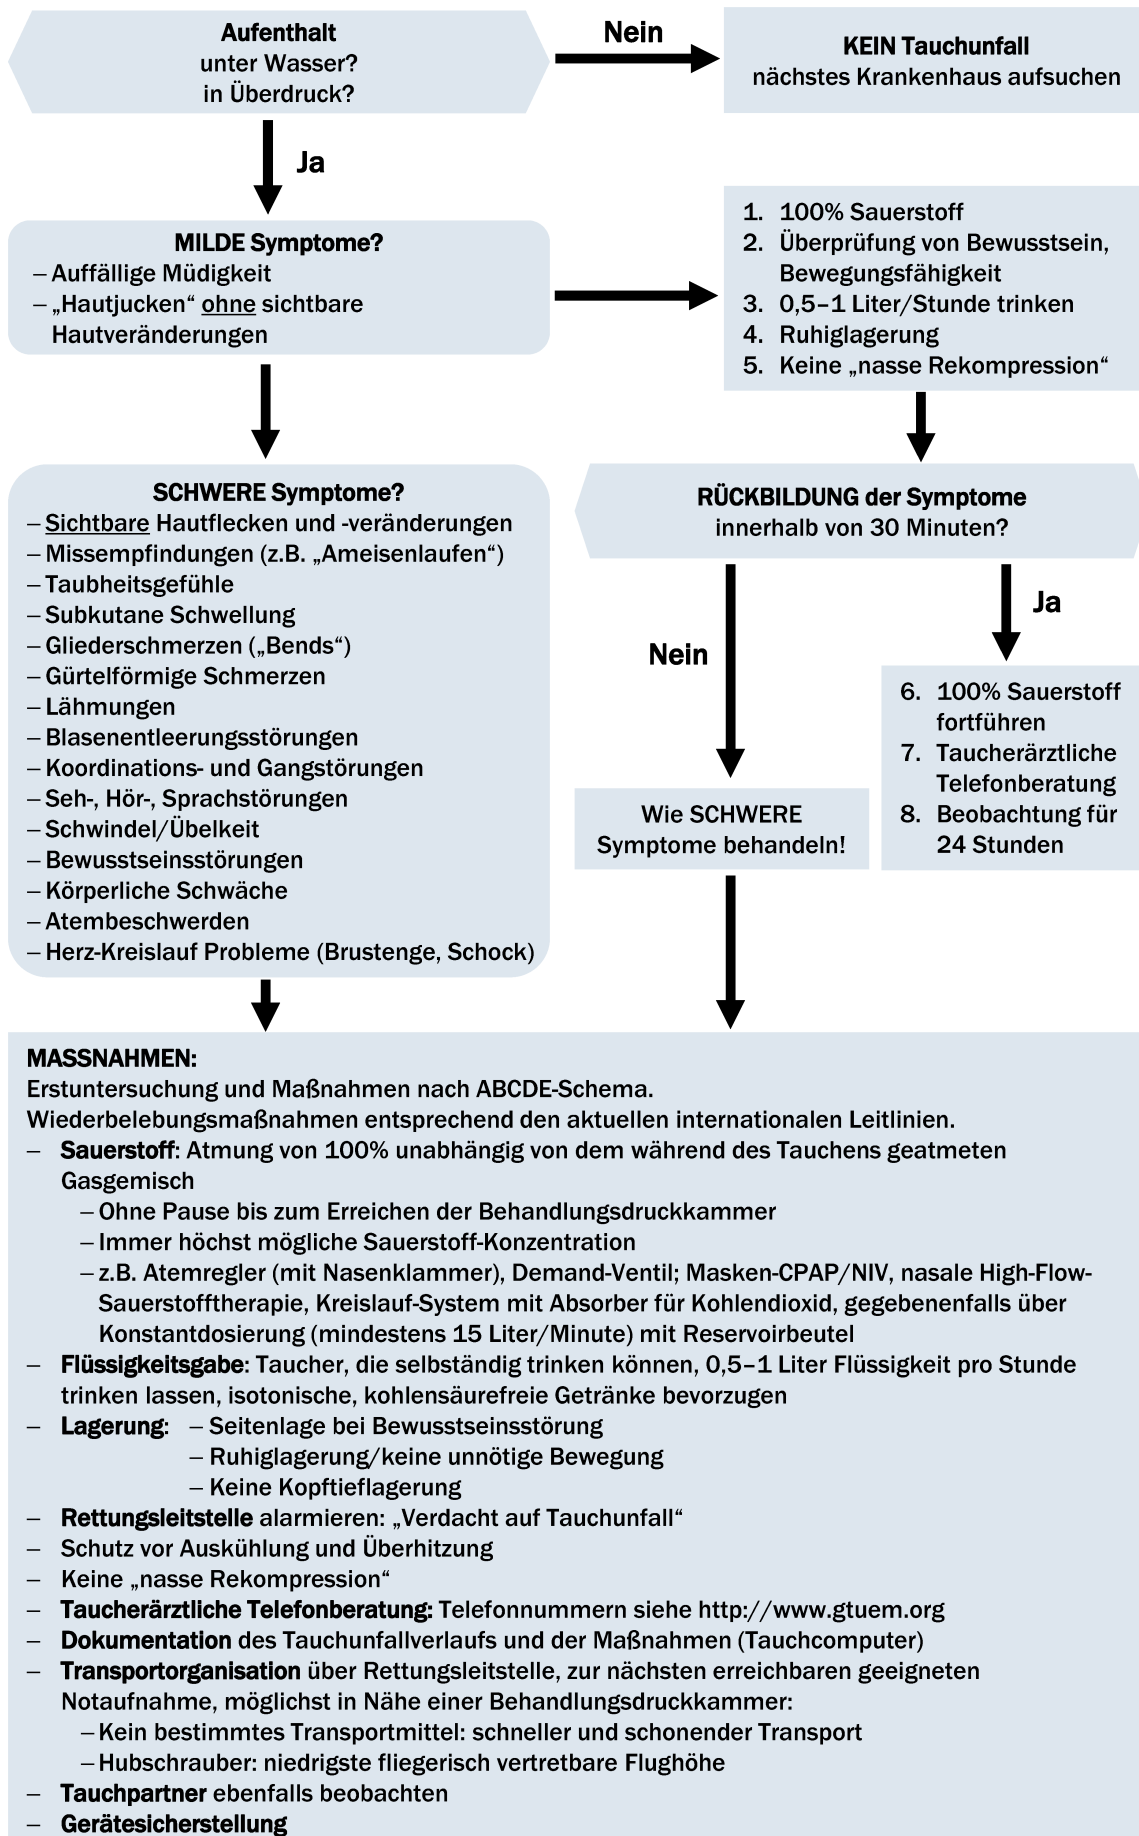 Aufenthalt
unter Wasser?
in Überdruck?
Nein
KEIN Tauchunfall
nächstes Krankenhaus aufsuchen
Ja
MILDE Symptome?
– Auffällige Müdigkeit
– „Hautjucken“ ohne sichtbare
Hautveränderungen
1. 100% Sauerstoff
2. Überprüfung von Bewusstsein,
Bewegungsfähigkeit
3. 0,5–1 Liter/Stunde trinken
4. Ruhiglagerung
5. Keine „nasse Rekompression“
SCHWERE Symptome?
– Sichtbare Hautflecken und -veränderungen
– Missempfindungen (z.B. „Ameisenlaufen“)
– Taubheitsgefühle
– Subkutane Schwellung
– Gliederschmerzen („Bends“)
– Gürtelförmige Schmerzen
– Lähmungen
– Blasenentleerungsstörungen
– Koordinations- und Gangstörungen
– Seh-, Hör-, Sprachstörungen
– Schwindel/Übelkeit
– Bewusstseinsstörungen
– Körperliche Schwäche
– Atembeschwerden
– Herz-Kreislauf Probleme (Brustenge, Schock)
RÜCKBILDUNG der Symptome
innerhalb von 30 Minuten?
Nein
Ja
Wie SCHWERE
Symptome behandeln!
6. 100% Sauerstoff
fortführen
7. Taucherärztliche
Telefonberatung
8. Beobachtung für
24 Stunden
MASSNAHMEN:
Erstuntersuchung und Maßnahmen nach ABCDE-Schema.
Wiederbelebungsmaßnahmen entsprechend den aktuellen internationalen Leitlinien.
– Sauerstoff: Atmung von 100% unabhängig von dem während des Tauchens geatmeten
Gasgemisch
– Ohne Pause bis zum Erreichen der Behandlungsdruckkammer
– Immer höchst mögliche Sauerstoff-Konzentration
– z.B. Atemregler (mit Nasenklammer), Demand-Ventil; Masken-CPAP/NIV, nasale High-Flow-
Sauerstofftherapie, Kreislauf-System mit Absorber für Kohlendioxid, gegebenenfalls über
Konstantdosierung (mindestens 15 Liter/Minute) mit Reservoirbeutel
– Flüssigkeitsgabe: Taucher, die selbständig trinken können, 0,5–1 Liter Flüssigkeit pro Stunde
trinken lassen, isotonische, kohlensäurefreie Getränke bevorzugen
– Lagerung: – Seitenlage bei Bewusstseinsstörung
– Ruhiglagerung/keine unnötige Bewegung
– Keine Kopftieflagerung
– Rettungsleitstelle alarmieren: „Verdacht auf Tauchunfall“
– Schutz vor Auskühlung und Überhitzung
– Keine „nasse Rekompression“
– Taucherärztliche Telefonberatung: Telefonnummern siehe http://www.gtuem.org
– Dokumentation des Tauchunfallverlaufs und der Maßnahmen (Tauchcomputer)
– Transportorganisation über Rettungsleitstelle, zur nächsten erreichbaren geeigneten
Notaufnahme, möglichst in Nähe einer Behandlungsdruckkammer:
– Kein bestimmtes Transportmittel: schneller und schonender Transport
– Hubschrauber: niedrigste fliegerisch vertretbare Flughöhe
– Tauchpartner ebenfalls beobachten
– Gerätesicherstellung